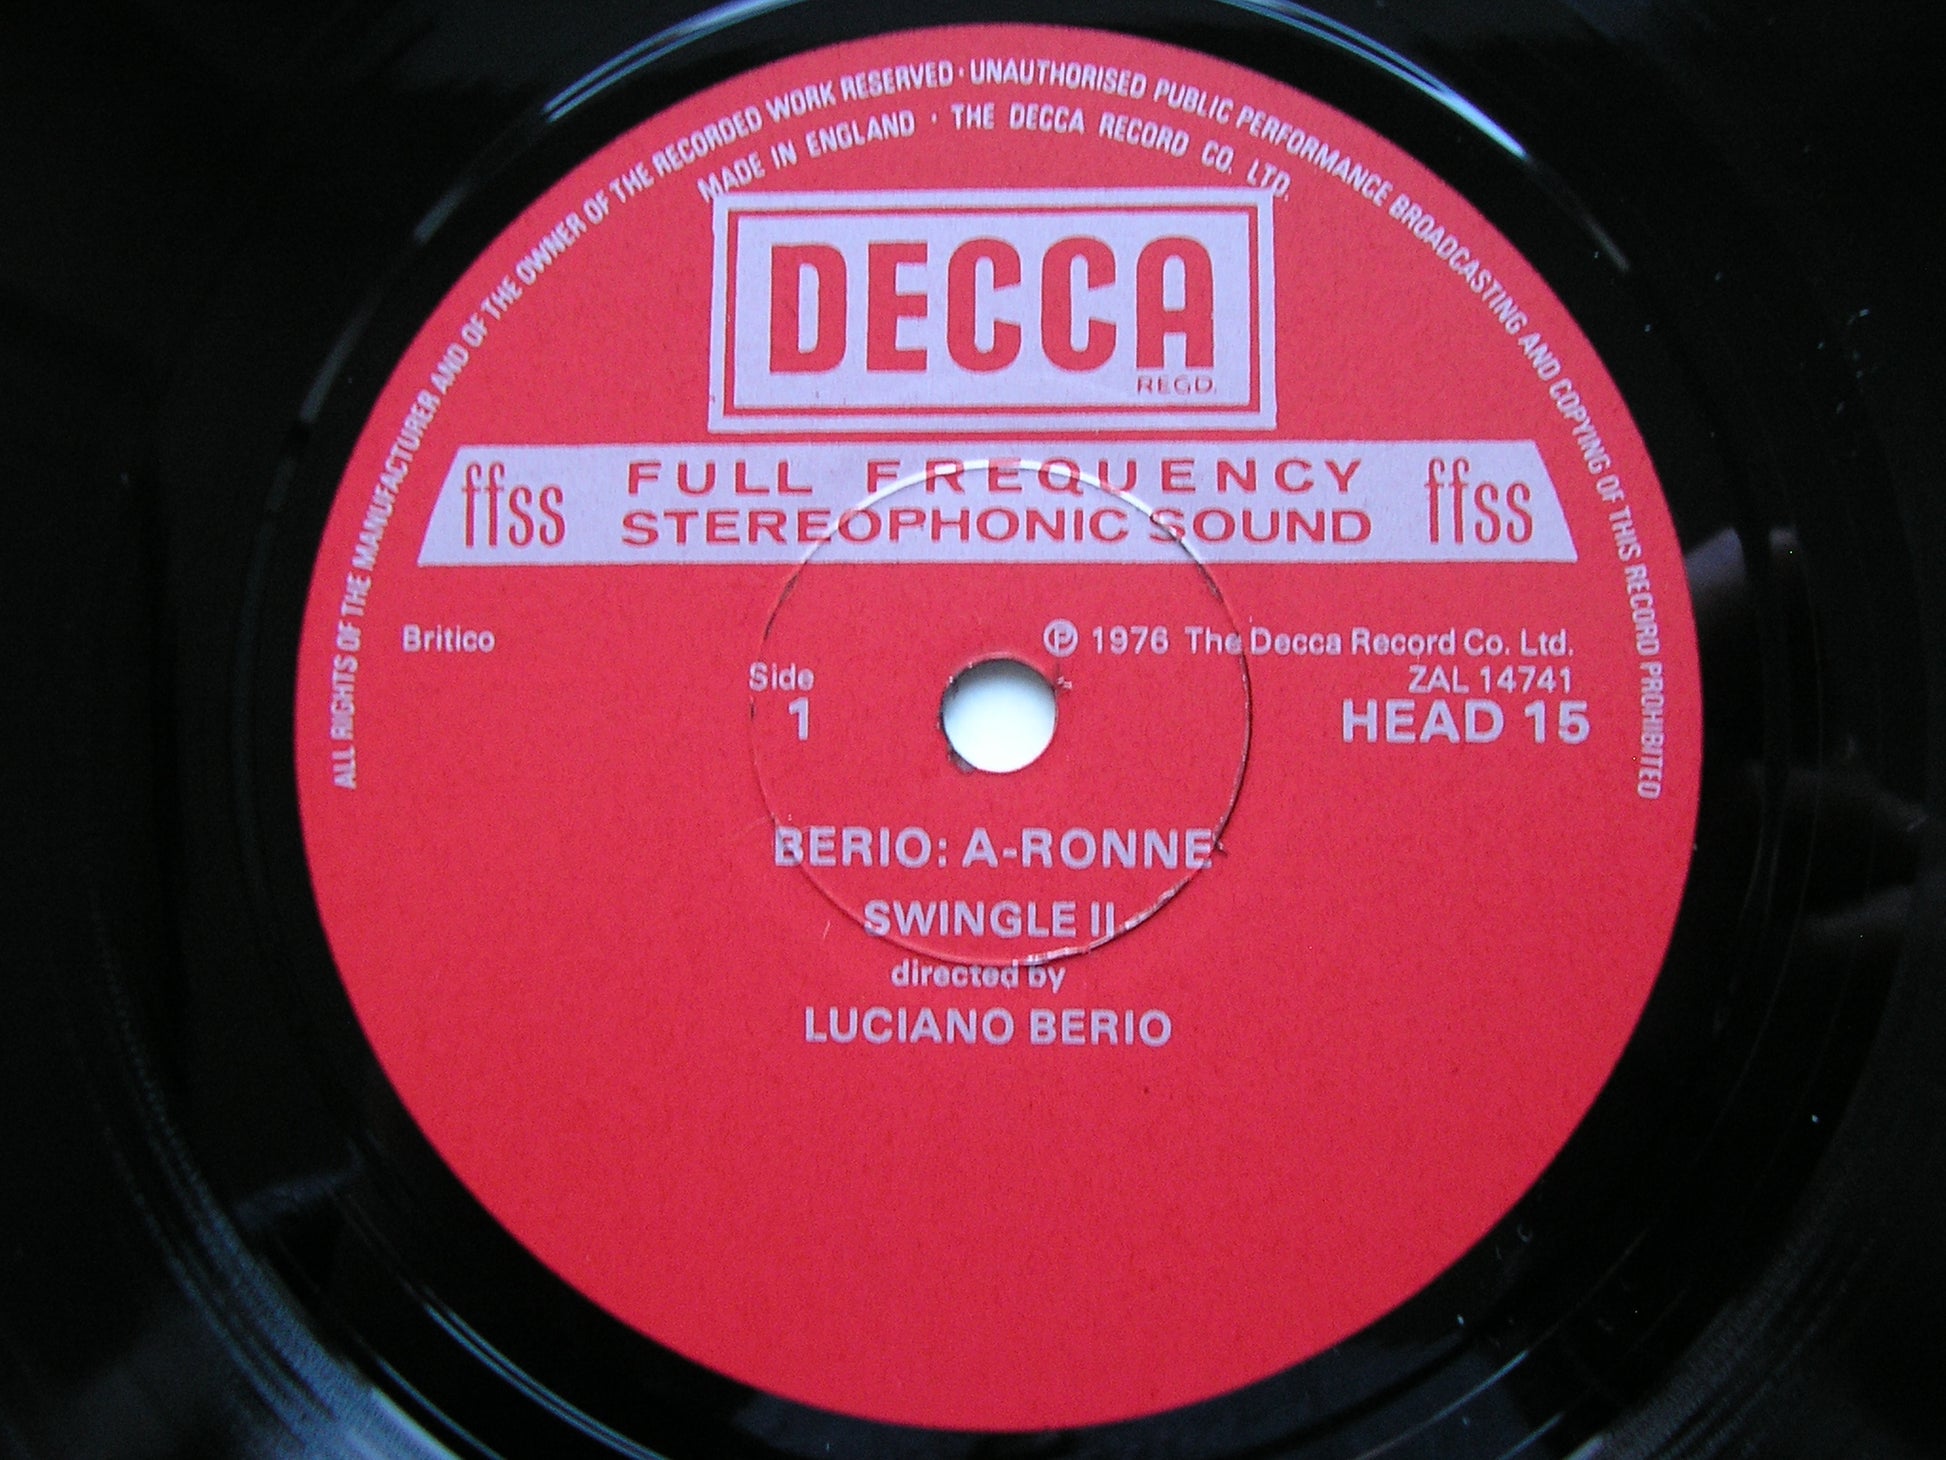 ALL RIGHTS OF THE MANUFACTURER AND OF THE OWNER OF THE RECORDED WORK RESERVED · UNAUTHORISED PUBLIC PERFORMANCE BROADCASTING AND COPYING OF THIS RECORD PROHIBITED
MADE IN ENGLAND · THE DECCA RECORD CO. LTD.
DECCA
REGD.
ffss FULL FREQUENCY ffss
STEREOPHONIC SOUND
Britico
℗ 1976 The Decca Record Co. Ltd.
Side
ZAL 14741
1
HEAD 15
BERIO: A-RONNE
SWINGLE II
directed by
LUCIANO BERIO